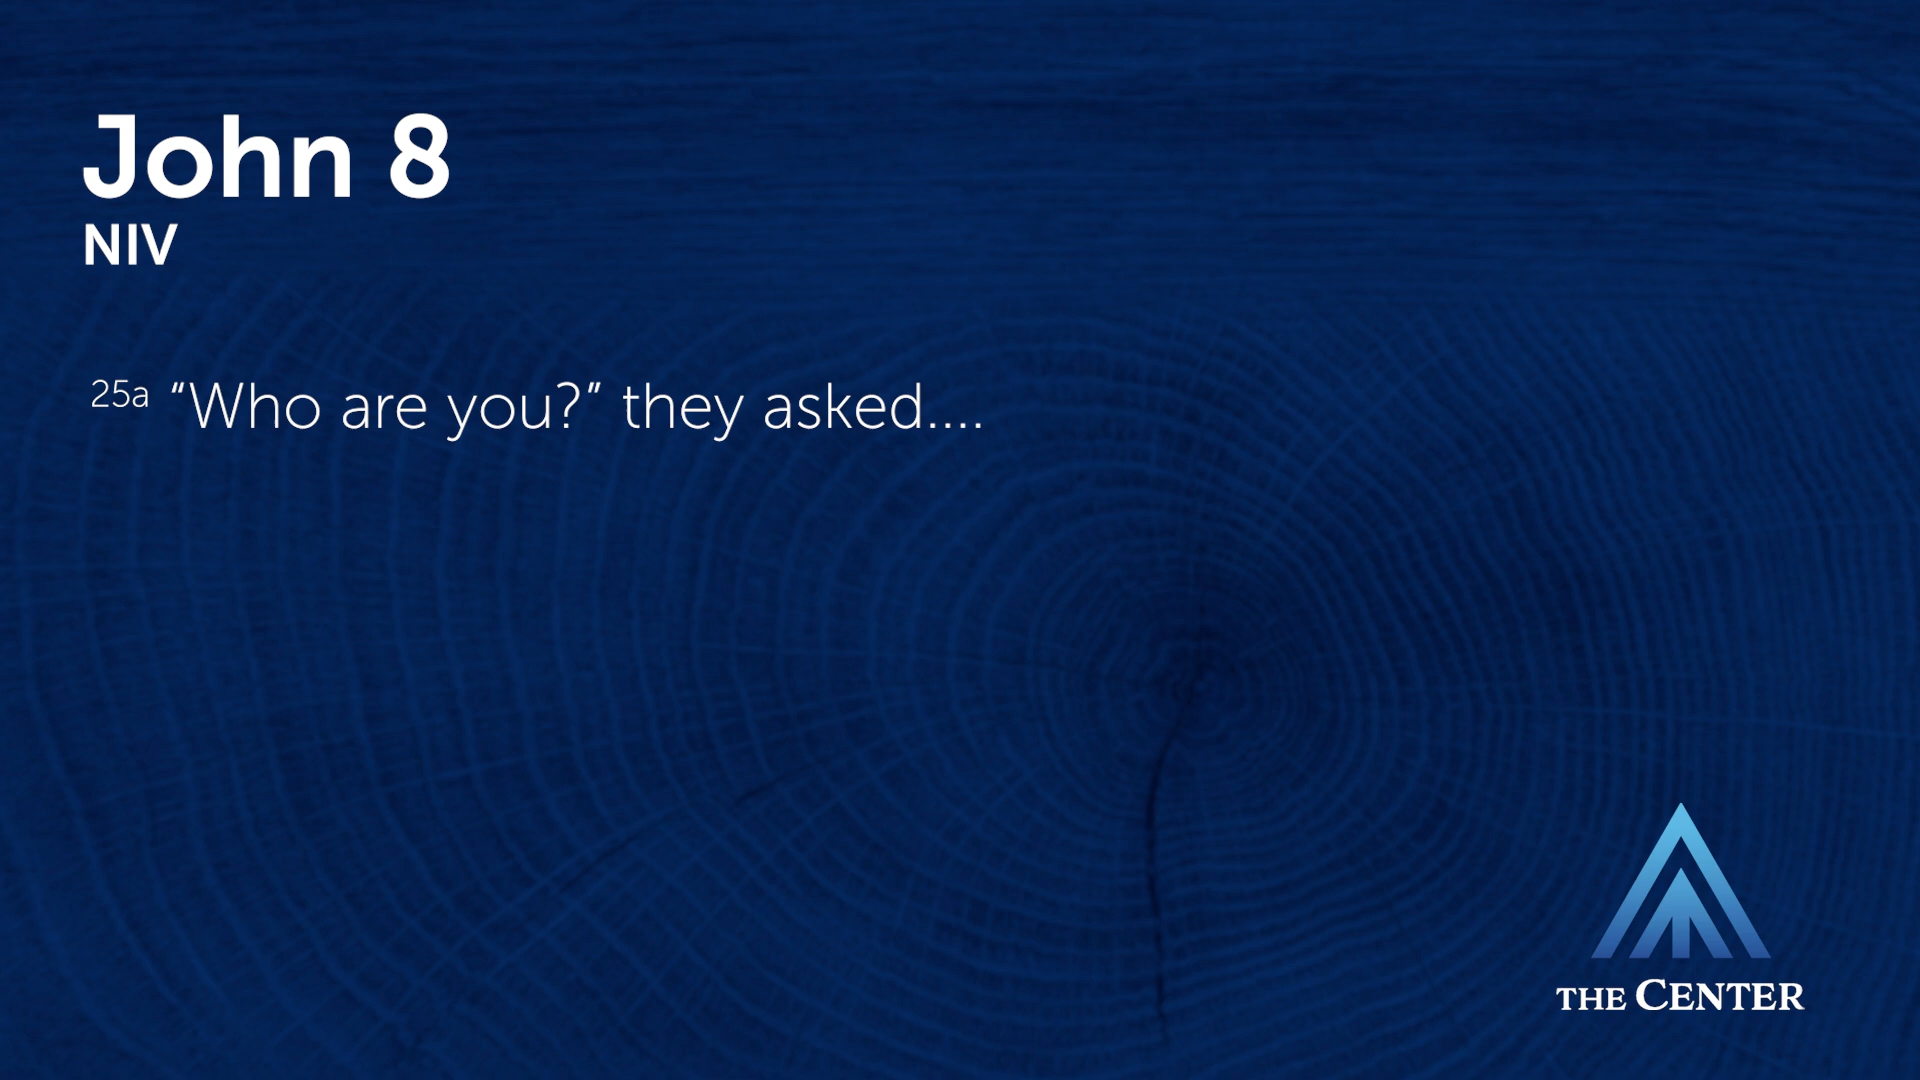 John 8
NIV
25a “Who are you?” they asked....
THE CENTER